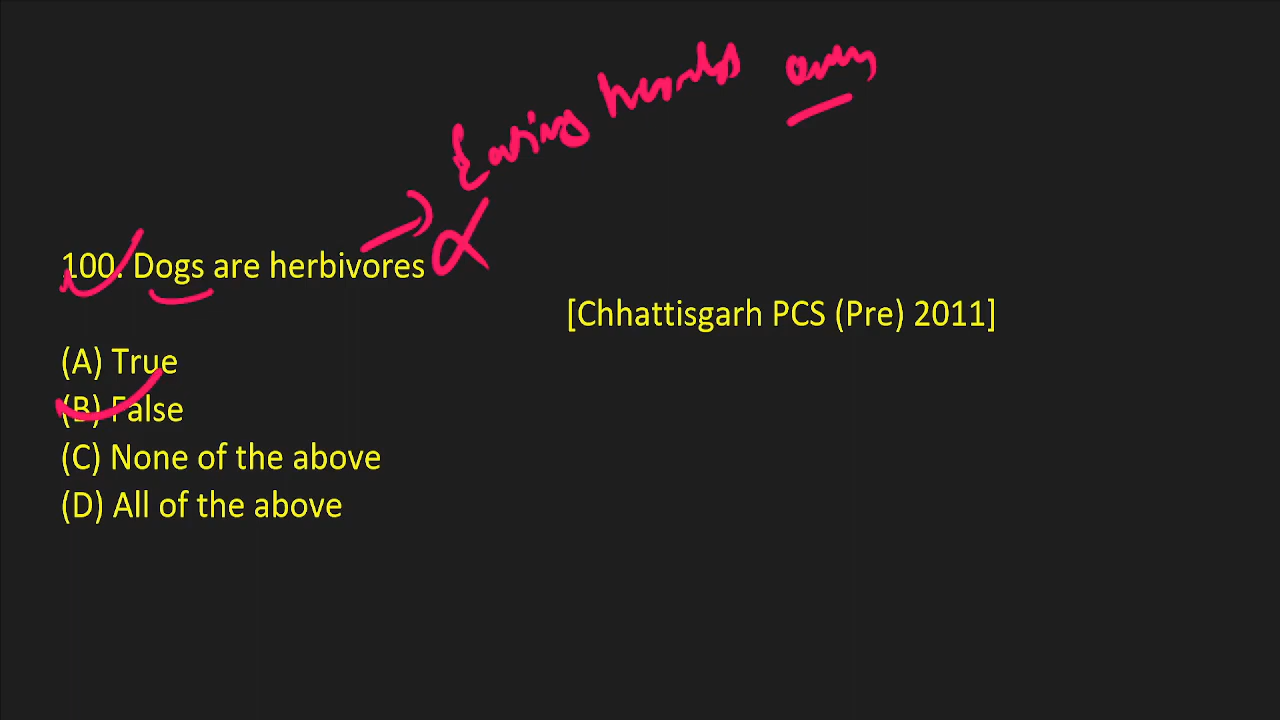 Eating herbs only
100. Dogs are herbivores
[Chhattisgarh PCS (Pre) 2011]
(A) True
(B) False
(C) None of the above
(D) All of the above